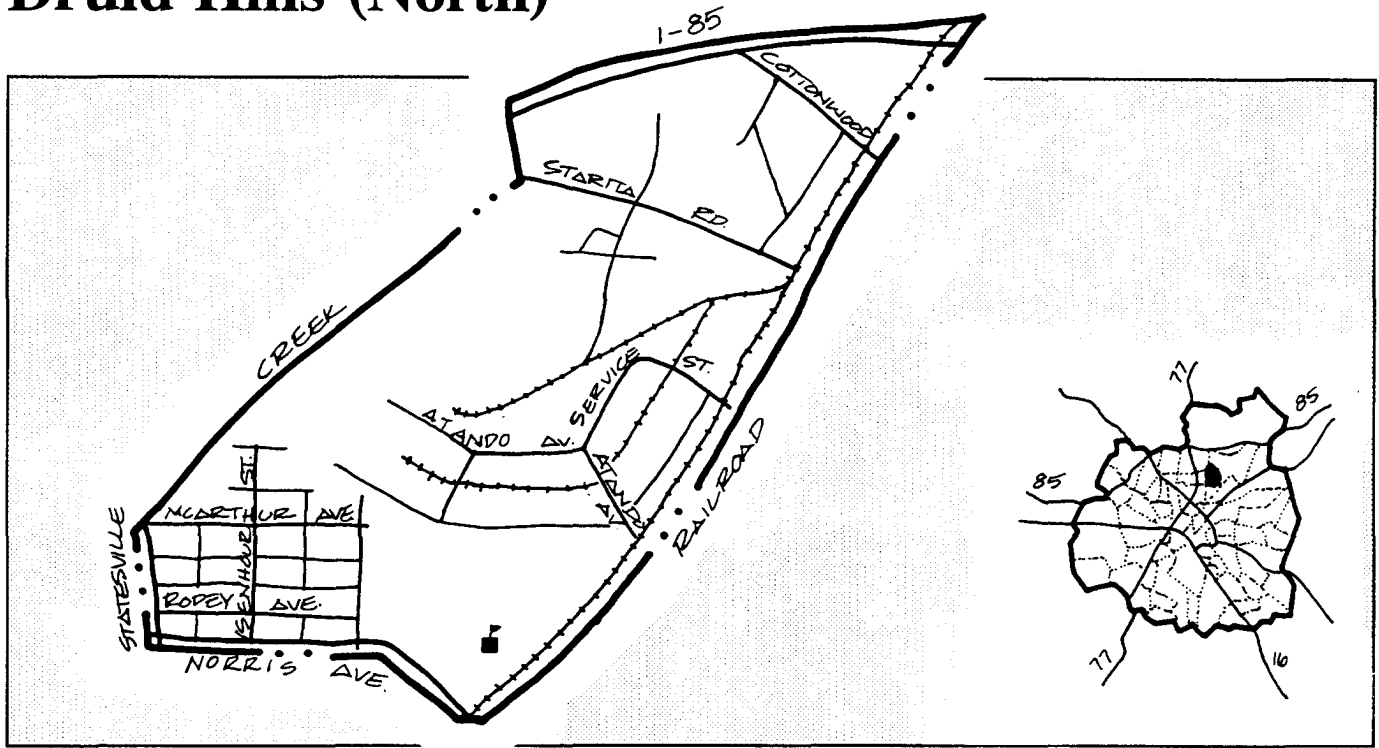 Druid Hills (North)
I-85
COTTONWOOD
STARITA RD.
CREEK
SERVICE ST.
ATANDO AV.
ATANDO AV.
RAILROAD
STATESVILLE
ST.
MCARTHUR AVE
ISENHOUR
RODEY AVE.
NORRIS AVE.
77
85
85
77
16